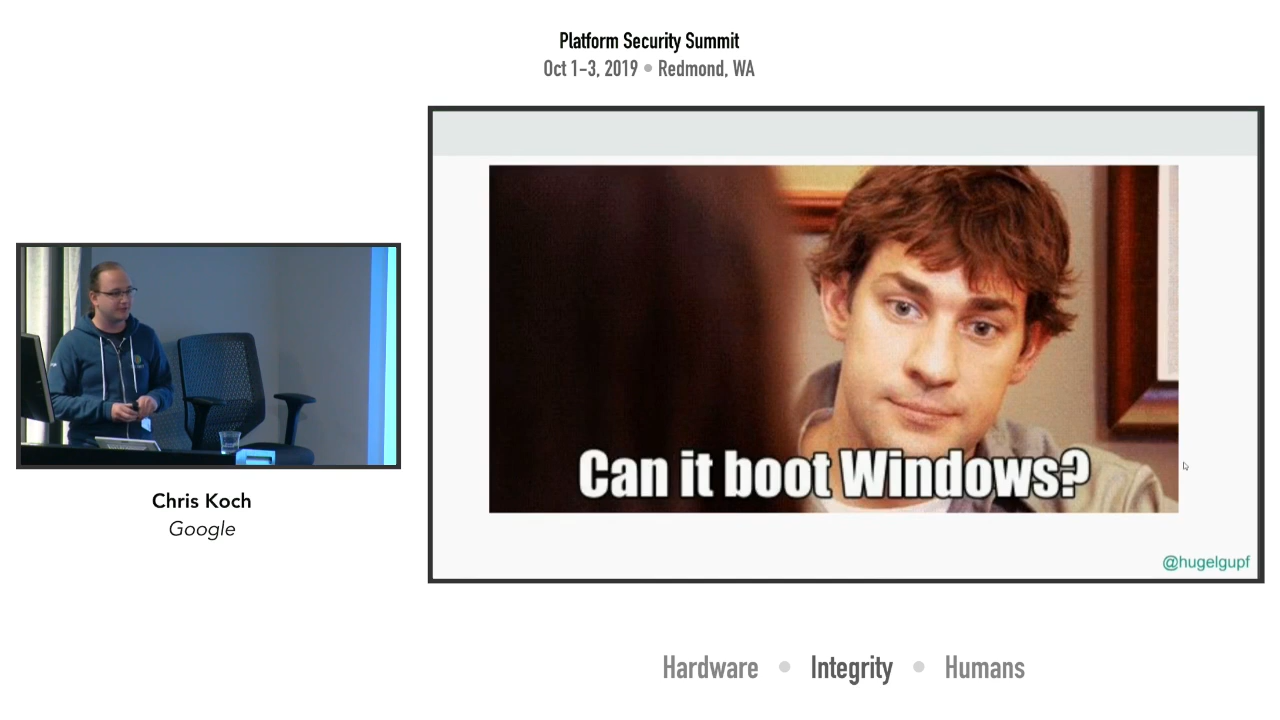 Platform Security Summit
Oct 1-3, 2019 • Redmond, WA
Can it boot Windows?
@hugelgupf
Chris Koch
Google
Hardware • Integrity • Humans